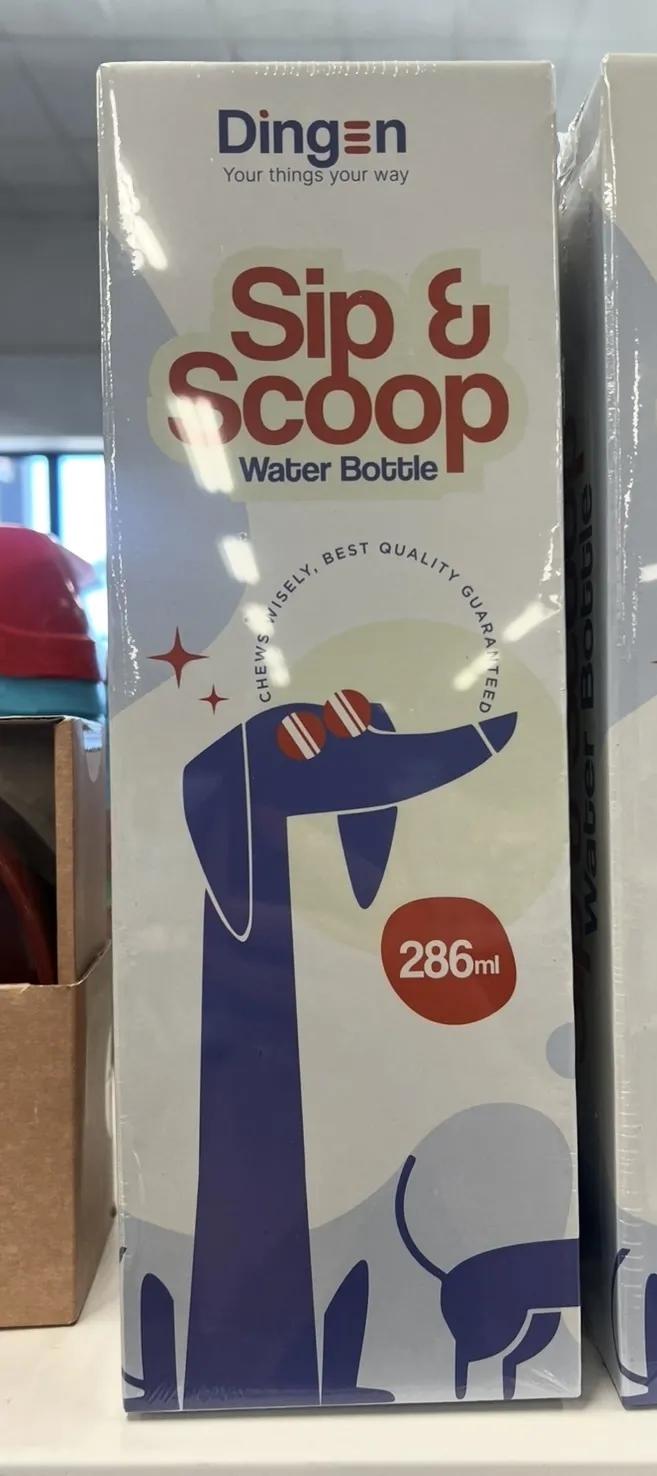 Dingen
Your things your way
Sip &
Scoop
Water Bottle
CHEWS WISELY, BEST QUALITY GUARANTEED
286ml
Water Bottle